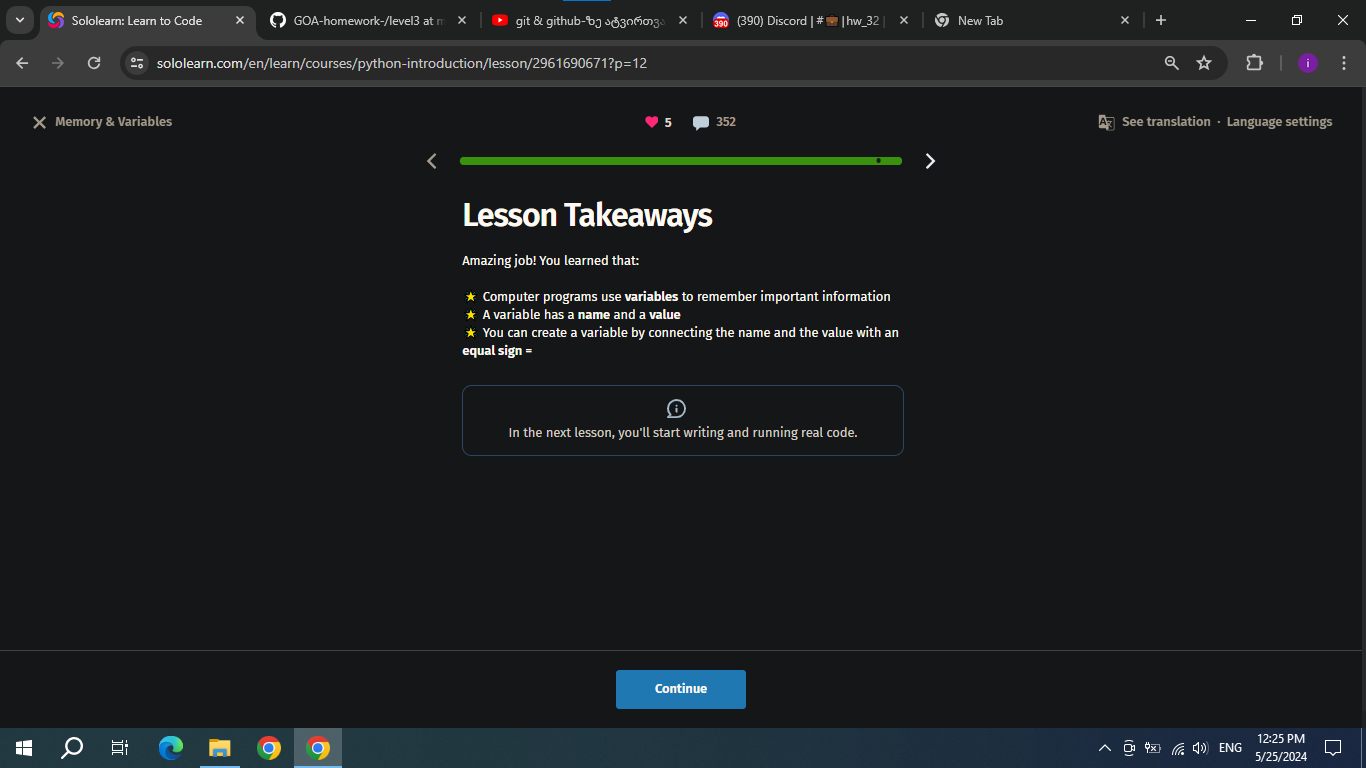 Sololearn: Learn to Code
GOA-homework-/level3 at m
git & github-ზე ატვირთვა
(390) Discord | # 💼 |hw_32 |
New Tab
sololearn.com/en/learn/courses/python-introduction/lesson/2961690671?p=12
i
Memory & Variables
5
352
See translation · Language settings
Lesson Takeaways
Amazing job! You learned that:
Computer programs use variables to remember important information
A variable has a name and a value
You can create a variable by connecting the name and the value with an
equal sign =
In the next lesson, you'll start writing and running real code.
Continue
ENG
12:25 PM
5/25/2024